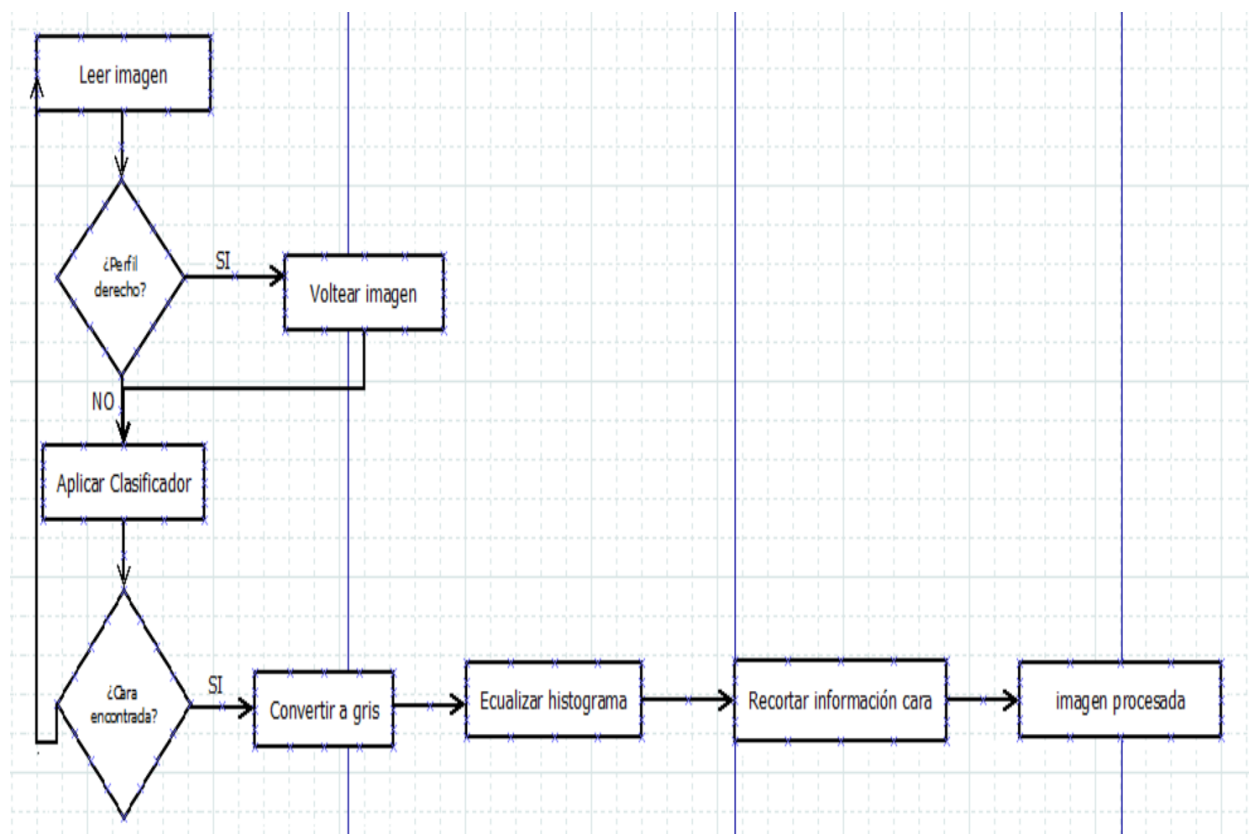 Leer imagen
¿Perfil
derecho?
SI
Voltear imagen
NO
Aplicar Clasificador
¿Cara
encontrada?
SI
Convertir a gris
Ecualizar histograma
Recortar información cara
imagen procesada